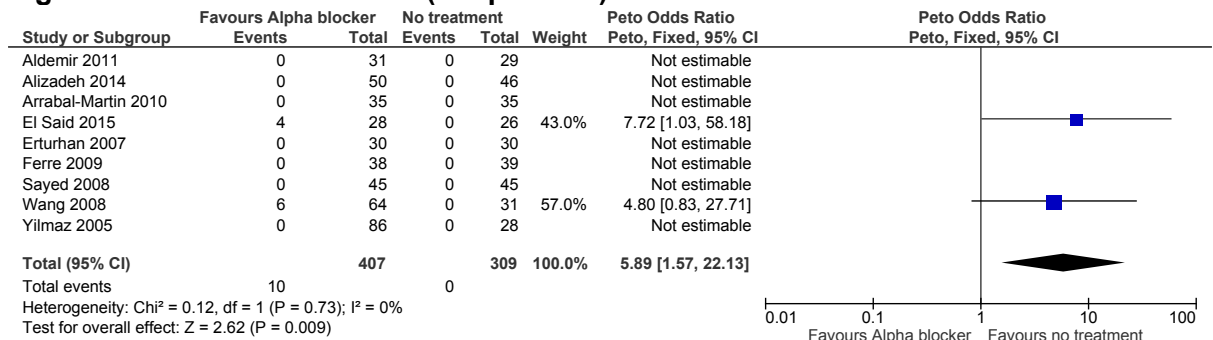 Favours Alpha blocker No treatment Peto Odds Ratio Peto Odds Ratio
Study or Subgroup Events Total Events Total Weight Peto, Fixed, 95% CI Peto, Fixed, 95% CI
Aldemir 2011 0 31 0 29 Not estimable
Alizadeh 2014 0 50 0 46 Not estimable
Arrabal-Martin 2010 0 35 0 35 Not estimable
El Said 2015 4 28 0 26 43.0% 7.72 [1.03, 58.18]
Erturhan 2007 0 30 0 30 Not estimable
Ferre 2009 0 38 0 39 Not estimable
Sayed 2008 0 45 0 45 Not estimable
Wang 2008 6 64 0 31 57.0% 4.80 [0.83, 27.71]
Yilmaz 2005 0 86 0 28 Not estimable
Total (95% CI) 407 309 100.0% 5.89 [1.57, 22.13]
Total events 10 0
Heterogeneity: Chi² = 0.12, df = 1 (P = 0.73); I² = 0%
Test for overall effect: Z = 2.62 (P = 0.009)
0.01 0.1 1 10 100
Favours Alpha blocker Favours no treatment